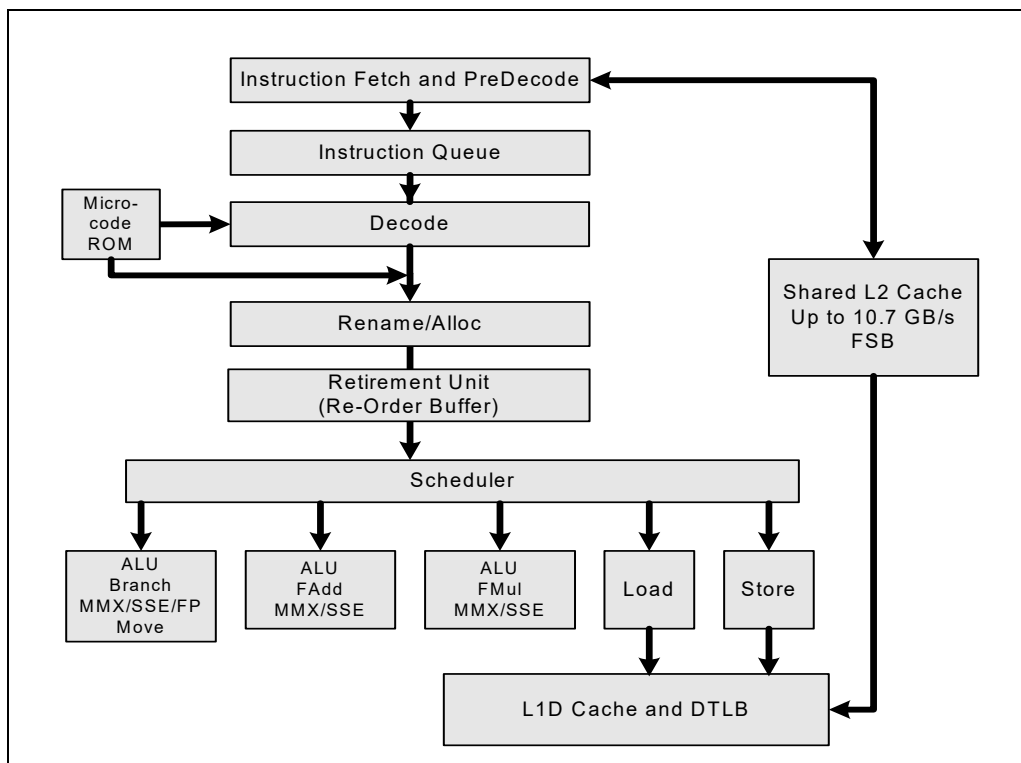 Instruction Fetch and PreDecode
Instruction Queue
Micro-
code
ROM
Decode
Shared L2 Cache
Up to 10.7 GB/s
FSB
Rename/Alloc
Retirement Unit
(Re-Order Buffer)
Scheduler
ALU
Branch
MMX/SSE/FP
Move
ALU
FAdd
MMX/SSE
ALU
FMul
MMX/SSE
Load
Store
L1D Cache and DTLB